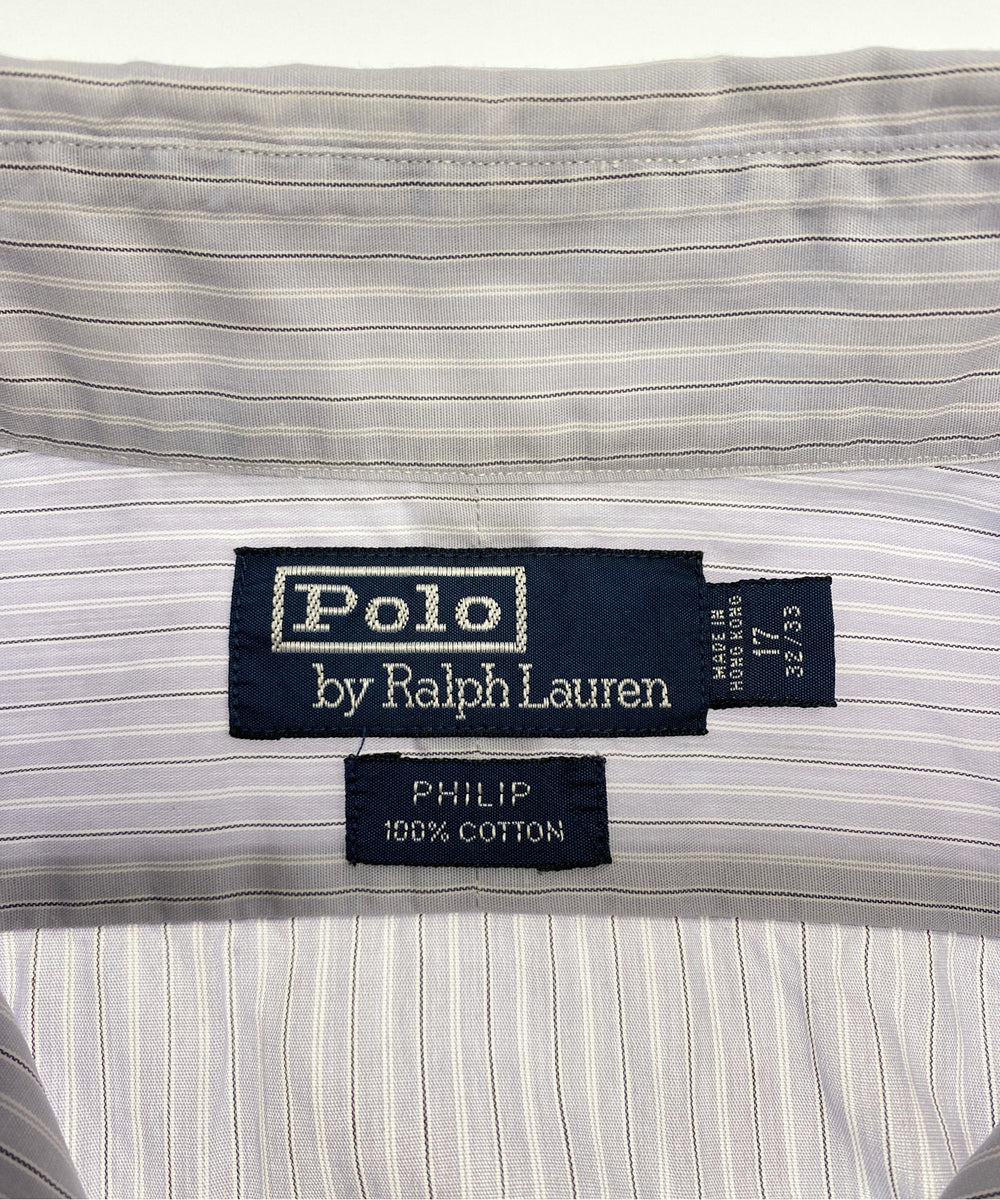 Polo
by Ralph Lauren
MADE IN
HONG KONG
17
32/33
PHILIP
100% COTTON